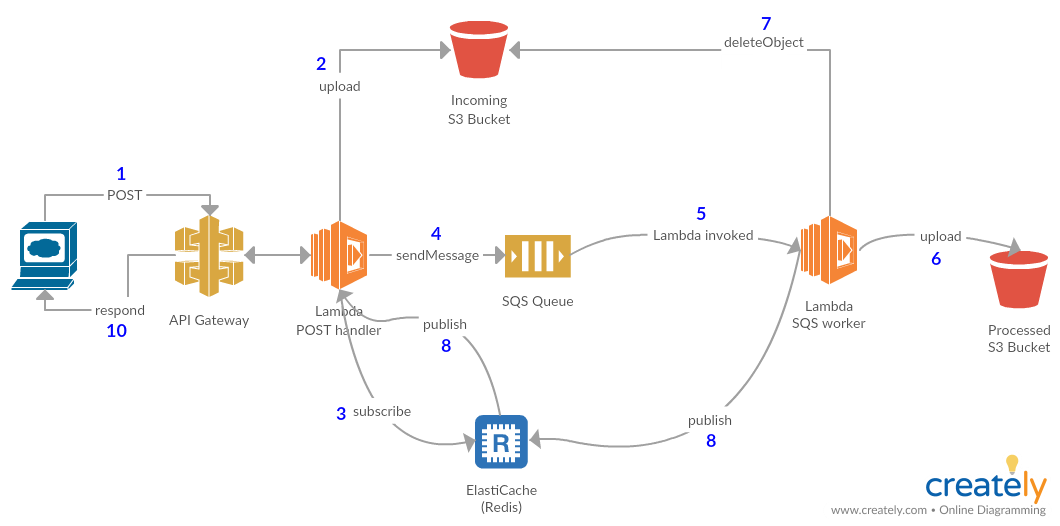 7
deleteObject
2
upload
Incoming
S3 Bucket
1
POST
4
sendMessage
5
Lambda invoked
upload
6
SQS Queue
API Gateway
respond
10
Lambda
POST handler
publish
8
Lambda
SQS worker
Processed
S3 Bucket
3 subscribe
publish
8
R
ElastiCache
(Redis)
creately
www.creately.com • Online Diagramming